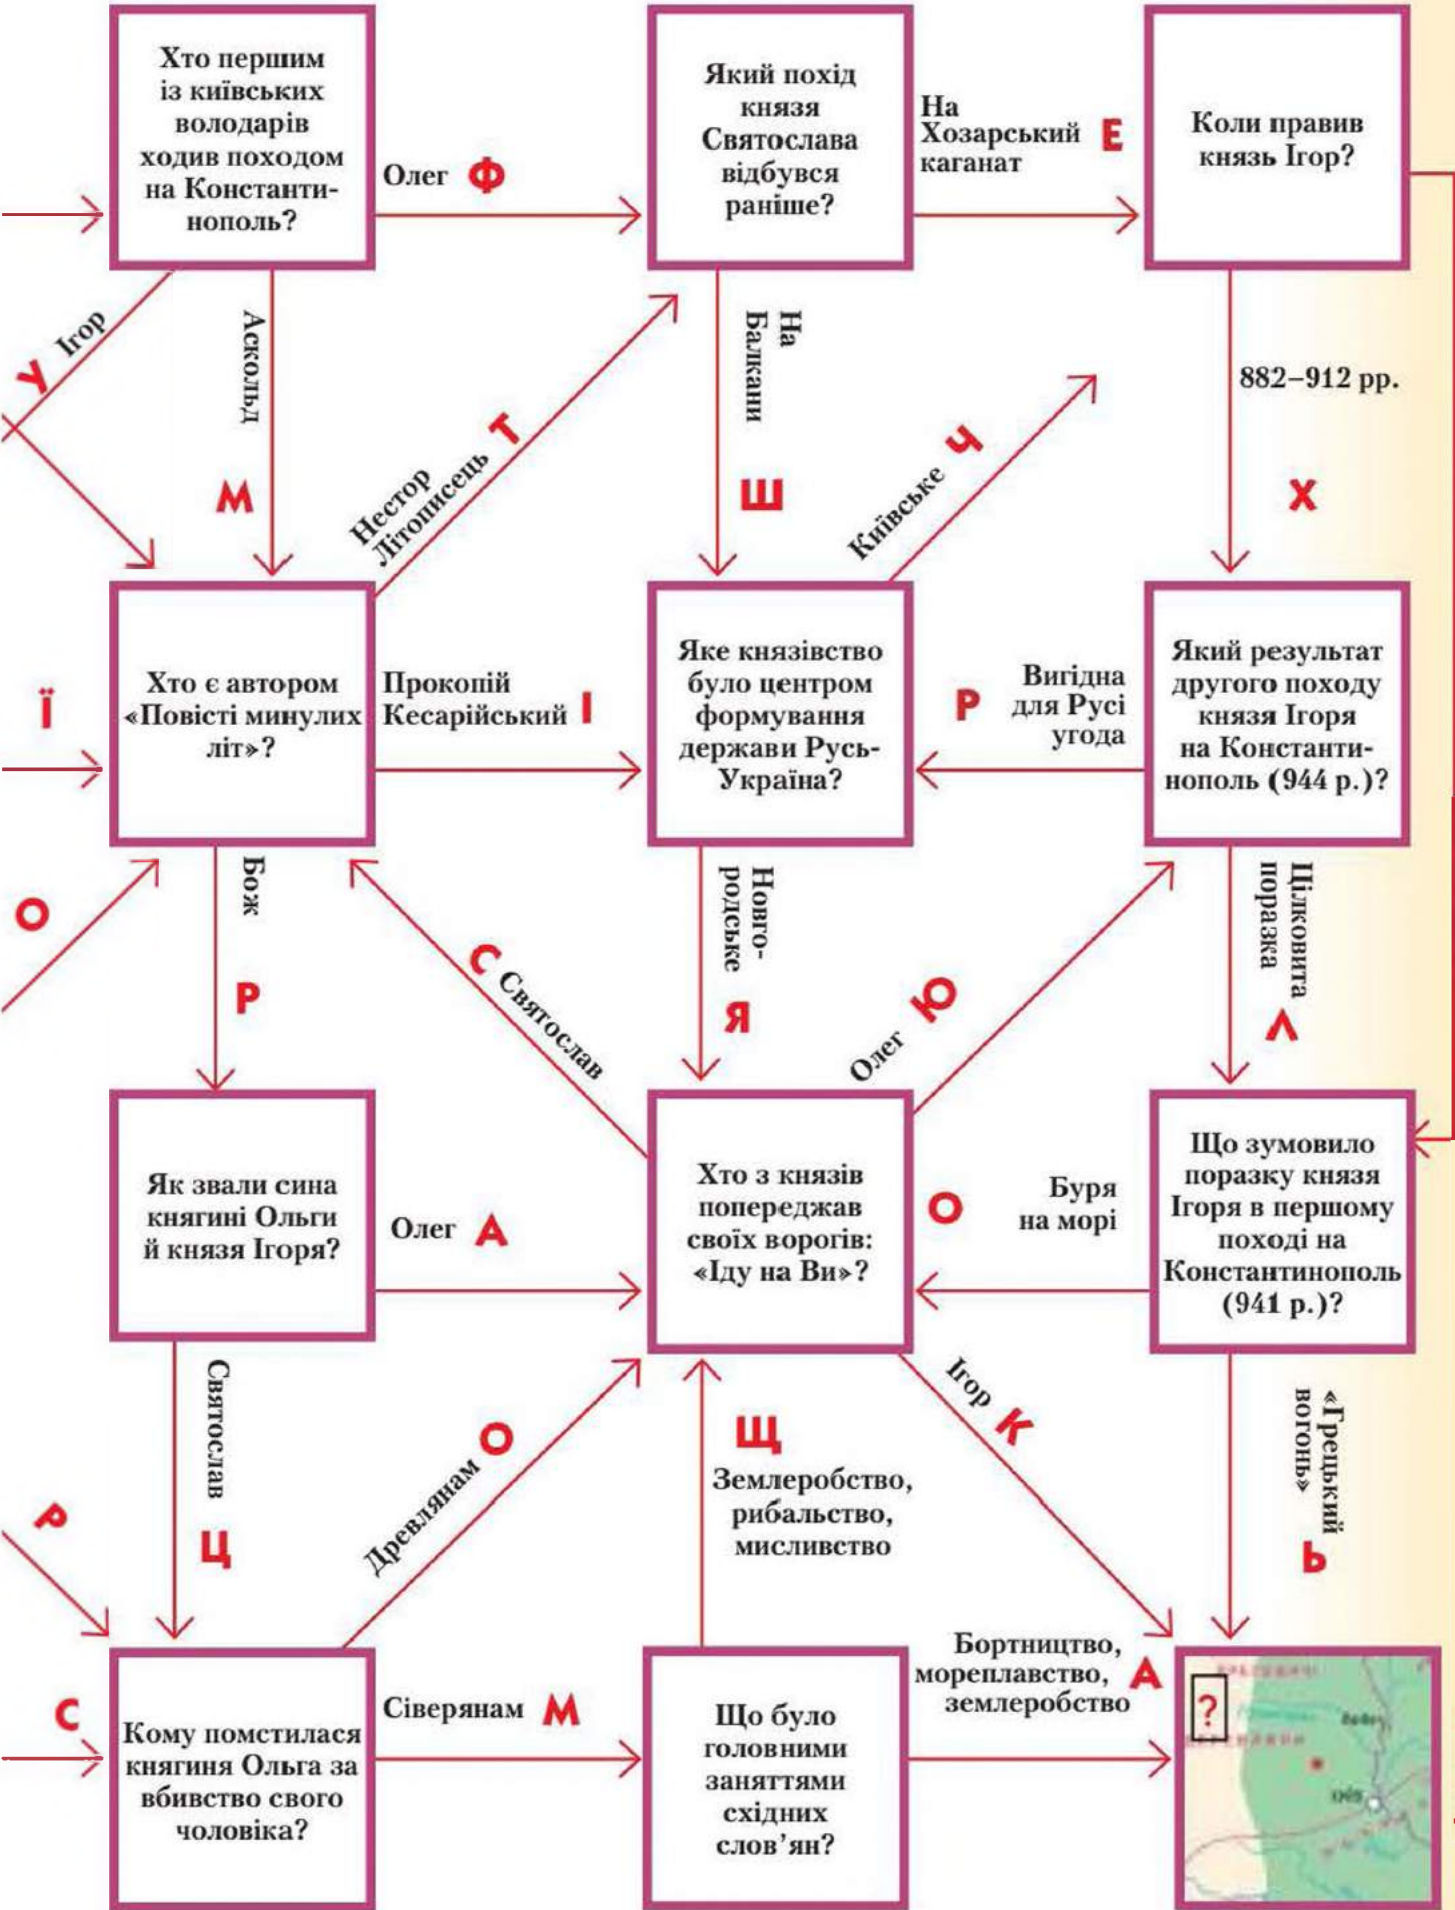 Хто першим
із київських
володарів
ходив походом
на Константи-
нополь?
Олег Ф
Який похід
князя
Святослава
відбувся
раніше?
На
Хозарський
каганат
Е
Коли правив
князь Ігор?
У Ігор
Аскольд
М
Нестор
Літописець
Т
На
Балкани
Ш
Київське Ч
882–912 рр.
Х
Ї
Хто є автором
«Повісті минулих
літ»?
Прокопій
Кесарійський І
Яке князівство
було центром
формування
держави Русь-
Україна?
Р
Вигідна
для Русі
угода
Який результат
другого походу
князя Ігоря
на Константи-
нополь (944 р.)?
О
Бож
Р
С Святослав
Новго-
родське
Я
Олег Ю
Цілковита
поразка
Л
Як звали сина
княгині Ольги
й князя Ігоря?
Олег А
Хто з князів
попереджав
своїх ворогів:
«Іду на Ви»?
О
Буря
на морі
Що зумовило
поразку князя
Ігоря в першому
поході на
Константинополь
(941 р.)?
Р
Святослав
Ц
Древлянам О
Щ
Землеробство,
рибальство,
мисливство
Ігор К
«Грецький
вогонь»
Ь
С
Кому помстилася
княгиня Ольга за
вбивство свого
чоловіка?
Сіверянам М
Що було
головними
заняттями
східних
слов’ян?
Бортництво,
мореплавство,
землеробство
А
?